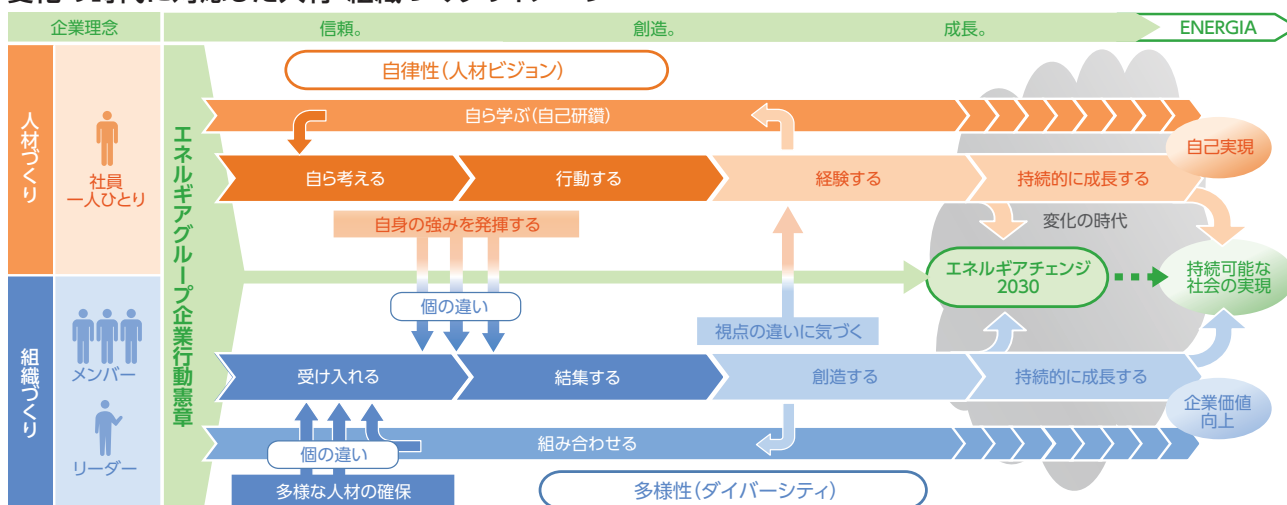 企業理念
信頼。
創造。
成長。
ENERGIA
人材づくり
社員
一人ひとり
エネルギアグループ企業行動憲章
自律性(人材ビジョン)
自ら学ぶ(自己研鑽)
自己実現
自ら考える
行動する
経験する
持続的に成長する
自身の強みを発揮する
変化の時代
エネルギアチェンジ
2030
持続可能な
社会の実現
個の違い
視点の違いに気づく
組織づくり
メンバー
リーダー
受け入れる
結集する
創造する
持続的に成長する
企業価値
向上
組み合わせる
個の違い
多様な人材の確保
多様性(ダイバーシティ)